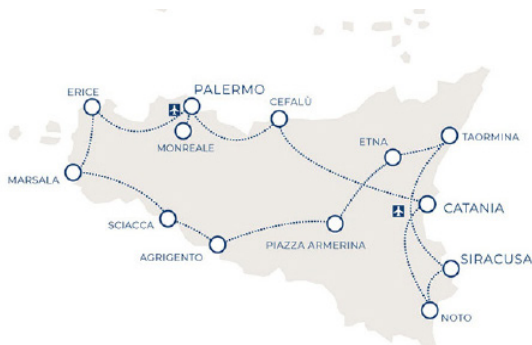 PALERMO
ERICE
CEFALÙ
MONREALE
ETNA
TAORMINA
MARSALA
CATANIA
SCIACCA
PIAZZA ARMERINA
AGRIGENTO
SIRACUSA
NOTO